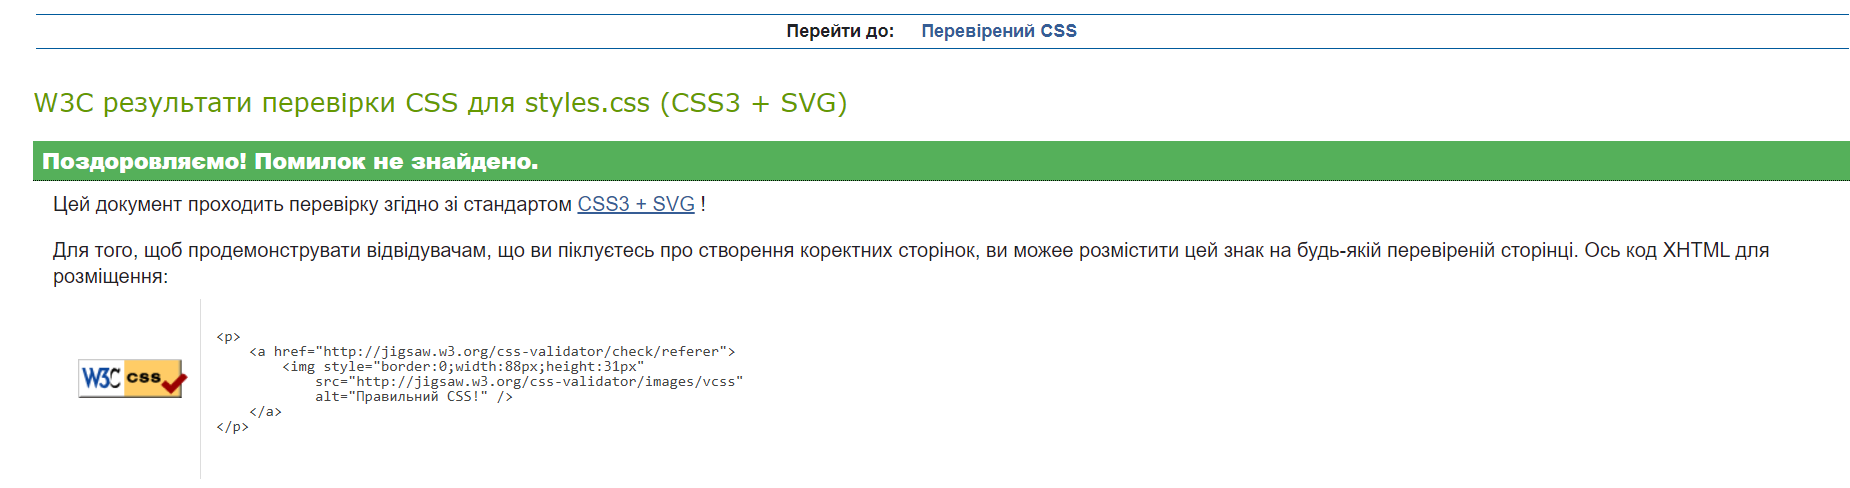 Перейти до: Перевірений CSS
W3C результати перевірки CSS для styles.css (CSS3 + SVG)
Поздоровляємо! Помилок не знайдено.
Цей документ проходить перевірку згідно зі стандартом CSS3 + SVG !
Для того, щоб продемонструвати відвідувачам, що ви піклуєтесь про створення коректних сторінок, ви можее розмістити цей знак на будь-якій перевіреній сторінці. Ось код XHTML для
розміщення:
<p>
<a href="http://jigsaw.w3.org/css-validator/check/referer">
<img style="border:0;width:88px;height:31px"
src="http://jigsaw.w3.org/css-validator/images/vcss"
alt="Правильний CSS!" />
</a>
</p>
W3C css